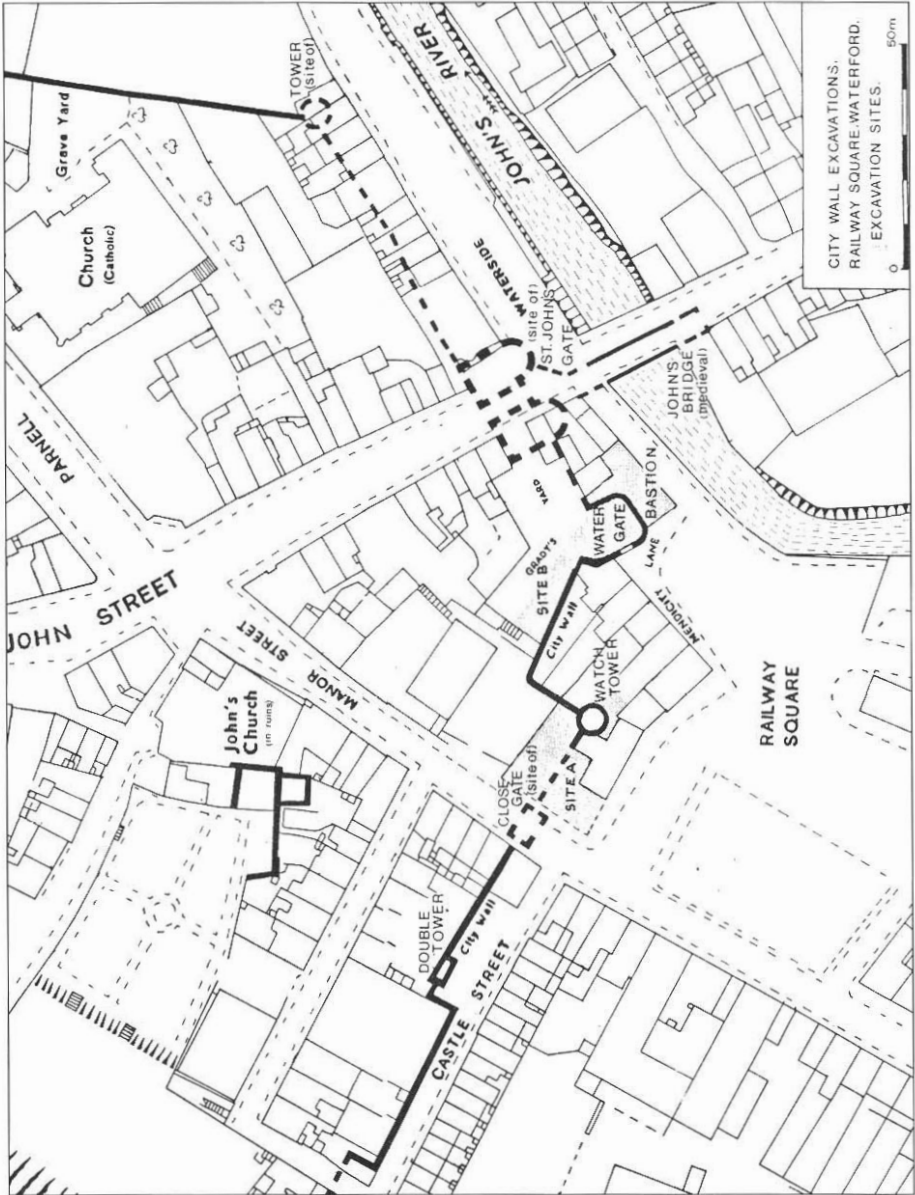 Grave Yard
TOWER
(site of)
Church
(Catholic)
PARNELL
JOHN'S RIVER
WATERSIDE
(site of)
ST. JOHNS
GATE
JOHN STREET
MANOR
STREET
John's
Church
(in ruins)
GRADY'S YARD
SITE B
City Wall
WATER
GATE
BASTION
JOHN'S
BRIDGE
(medieval)
MENDICITY LANE
WATCH
TOWER
CLOSE
GATE
(site of)
SITE A
DOUBLE
TOWER
City Wall
CASTLE STREET
RAILWAY
SQUARE
CITY WALL EXCAVATIONS.
RAILWAY SQUARE. WATERFORD.
EXCAVATION SITES.
0 50m